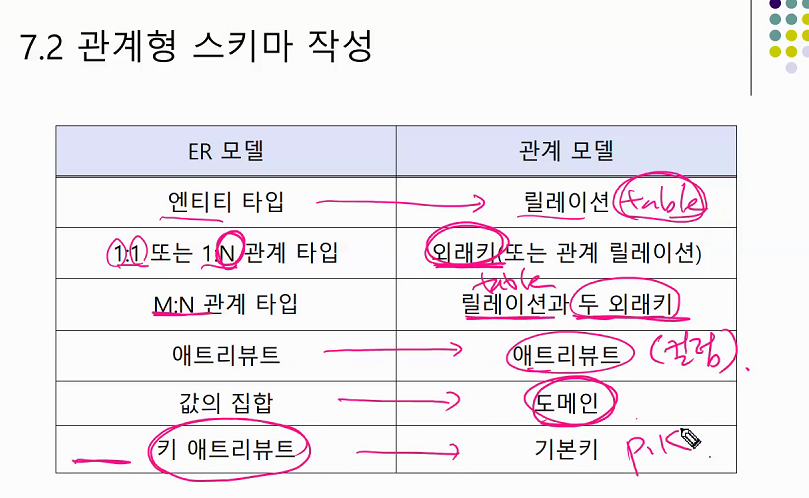 7.2 관계형 스키마 작성
ER 모델 관계 모델
엔티티 타입 릴레이션 table
1:1 또는 1:N 관계 타입 외래키(또는 관계 릴레이션)
table
M:N 관계 타입 릴레이션과 두 외래키
애트리뷰트 애트리뷰트 (컬럼).
값의 집합 도메인
키 애트리뷰트 기본키 P.K